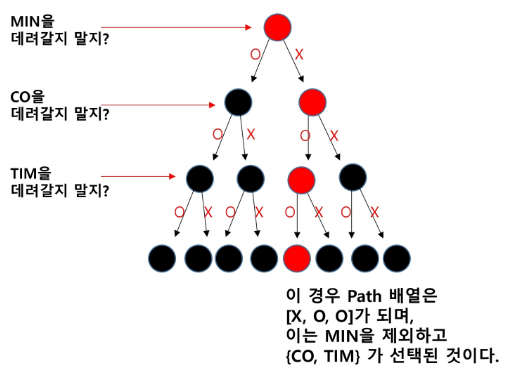 MIN을
데려갈지 말지?
O X
CO을
데려갈지 말지?
O X O X
TIM을
데려갈지 말지?
O X O X O X O X
이 경우 Path 배열은
[X, O, O]가 되며,
이는 MIN을 제외하고
{CO, TIM} 가 선택된 것이다.